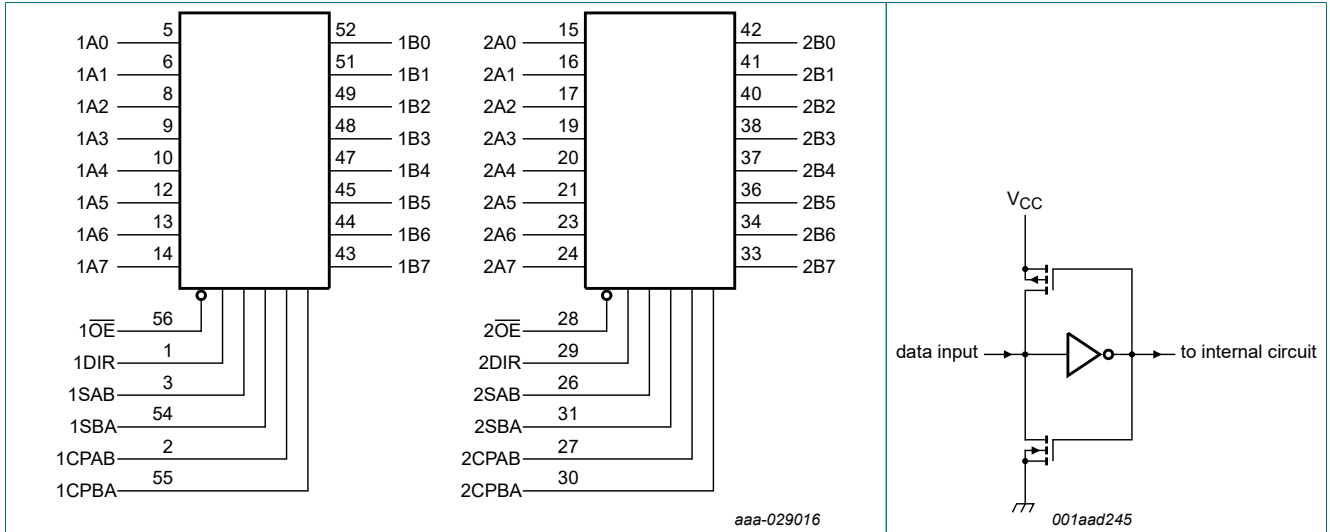 1A0 5 52 1B0 2A0 15 42 2B0
1A1 6 51 1B1 2A1 16 41 2B1
1A2 8 49 1B2 2A2 17 40 2B2
1A3 9 48 1B3 2A3 19 38 2B3
1A4 10 47 1B4 2A4 20 37 2B4
1A5 12 45 1B5 2A5 21 36 2B5
1A6 13 44 1B6 2A6 23 34 2B6
1A7 14 43 1B7 2A7 24 33 2B7
1O̅E̅ 56 2O̅E̅ 28
1DIR 1 2DIR 29
1SAB 3 2SAB 26
1SBA 54 2SBA 31
1CPAB 2 2CPAB 27
1CPBA 55 2CPBA 30
aaa-029016
VCC
data input to internal circuit
001aad245